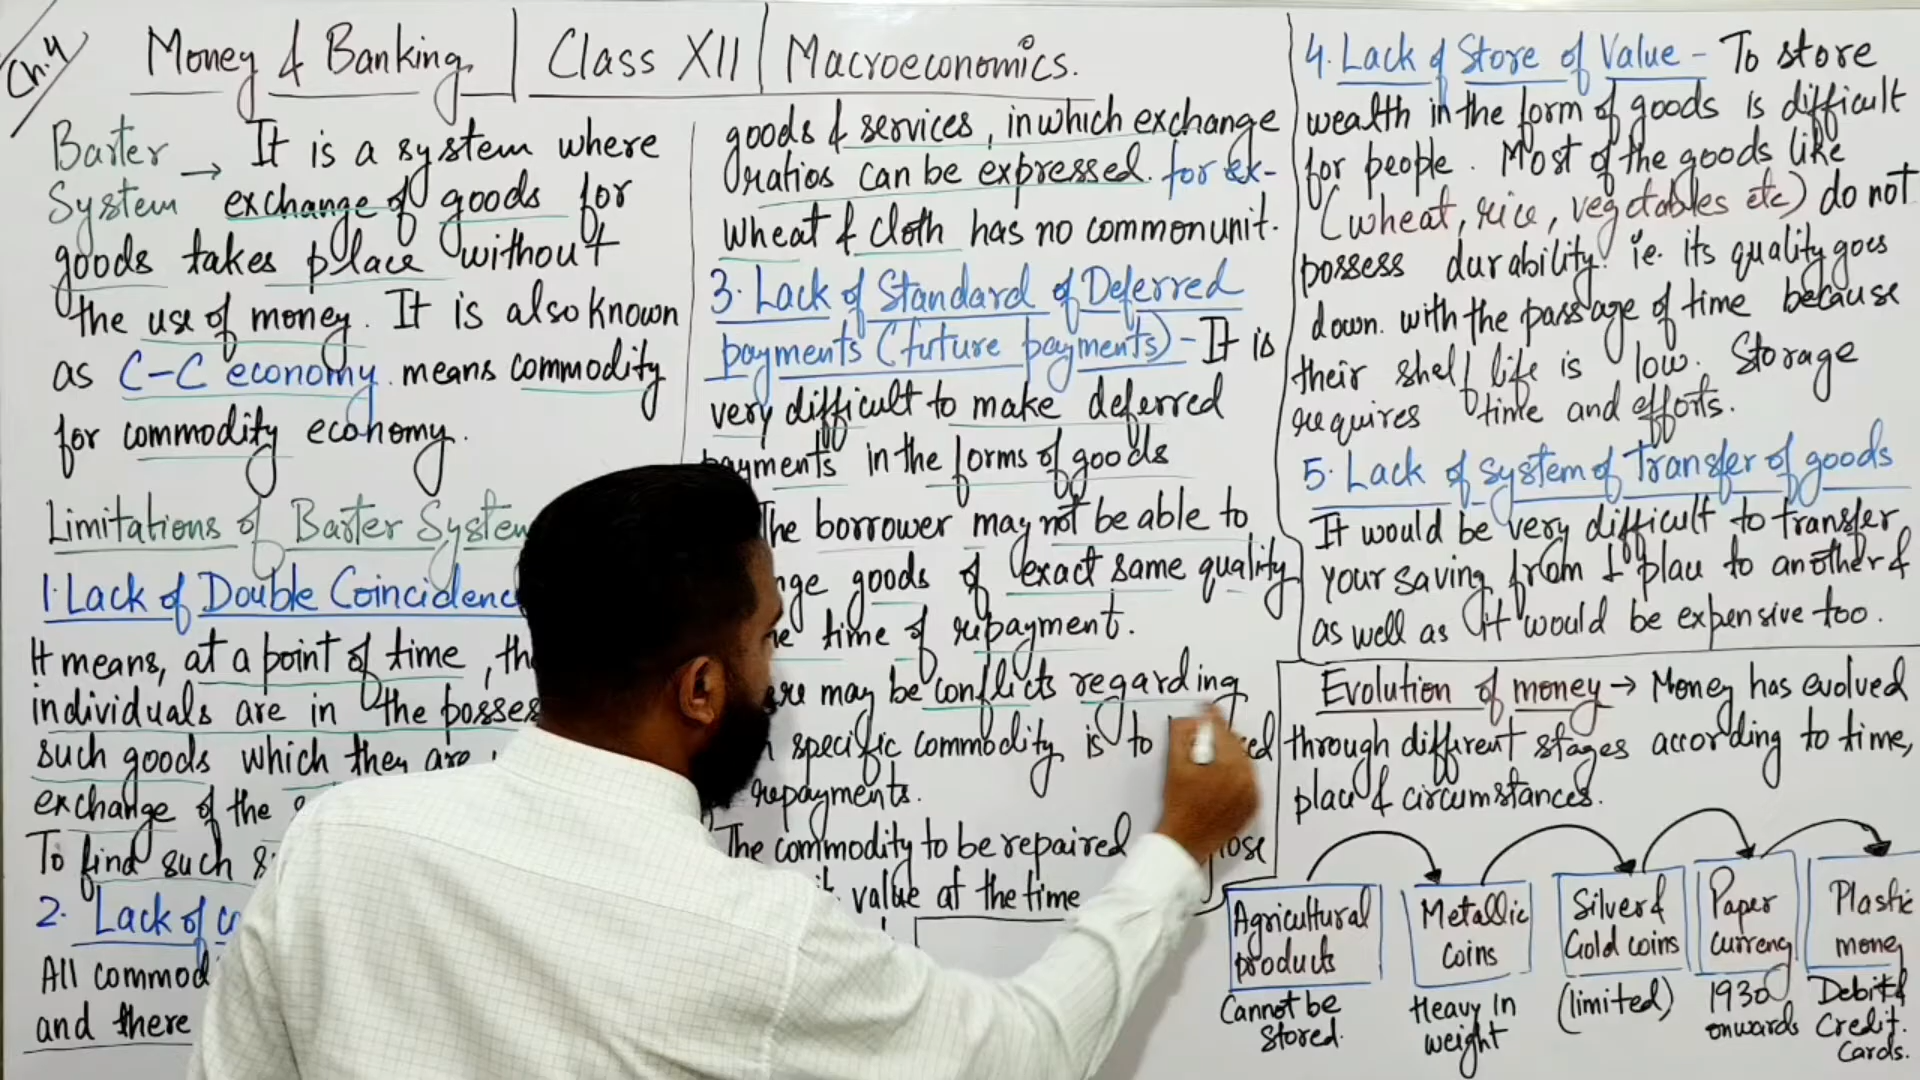 Ch.4
Money & Banking | Class XII | Macroeconomics.
Barter System → It is a system where
exchange of goods for
goods takes place without
the use of money. It is also known
as C-C economy means commodity
for commodity economy.
Limitations of Barter System
1. Lack of Double Coincidenc
It means, at a point of time, th
individuals are in the posses
such goods which they are
exchange of the
To find such s
2. Lack of
All commod
and there
goods & services, in which exchange
ratios can be expressed. for ex-
wheat & cloth has no common unit.
3. Lack of Standard of Deferred
payments (future payments) - It is
very difficult to make deferred
payments in the forms of goods
The borrower may not be able to
goods of exact same quality
time of repayment.
may be conflicts regarding
specific commodity is to
repayments.
The commodity to be repaired
value at the time
4. Lack of Store of Value - To store
wealth in the form of goods is difficult
for people. Most of the goods like
(wheat, rice, vegetables etc) do not
possess durability. ie. its quality goes
down. with the passage of time because
their shelf life is low. Storage
requires time and efforts.
5. Lack of system of transfer of goods
It would be very difficult to transfer
your saving from 1 place to another &
as well as it would be expensive too.
Evolution of money → Money has evolved
through different stages according to time,
place & circumstances.
Agricultural products
Cannot be stored.
Metallic coins
Heavy in weight
Silver & Gold coins
(limited)
Paper currency
1930 onwards
Plastic money
Debit & Credit. Cards.